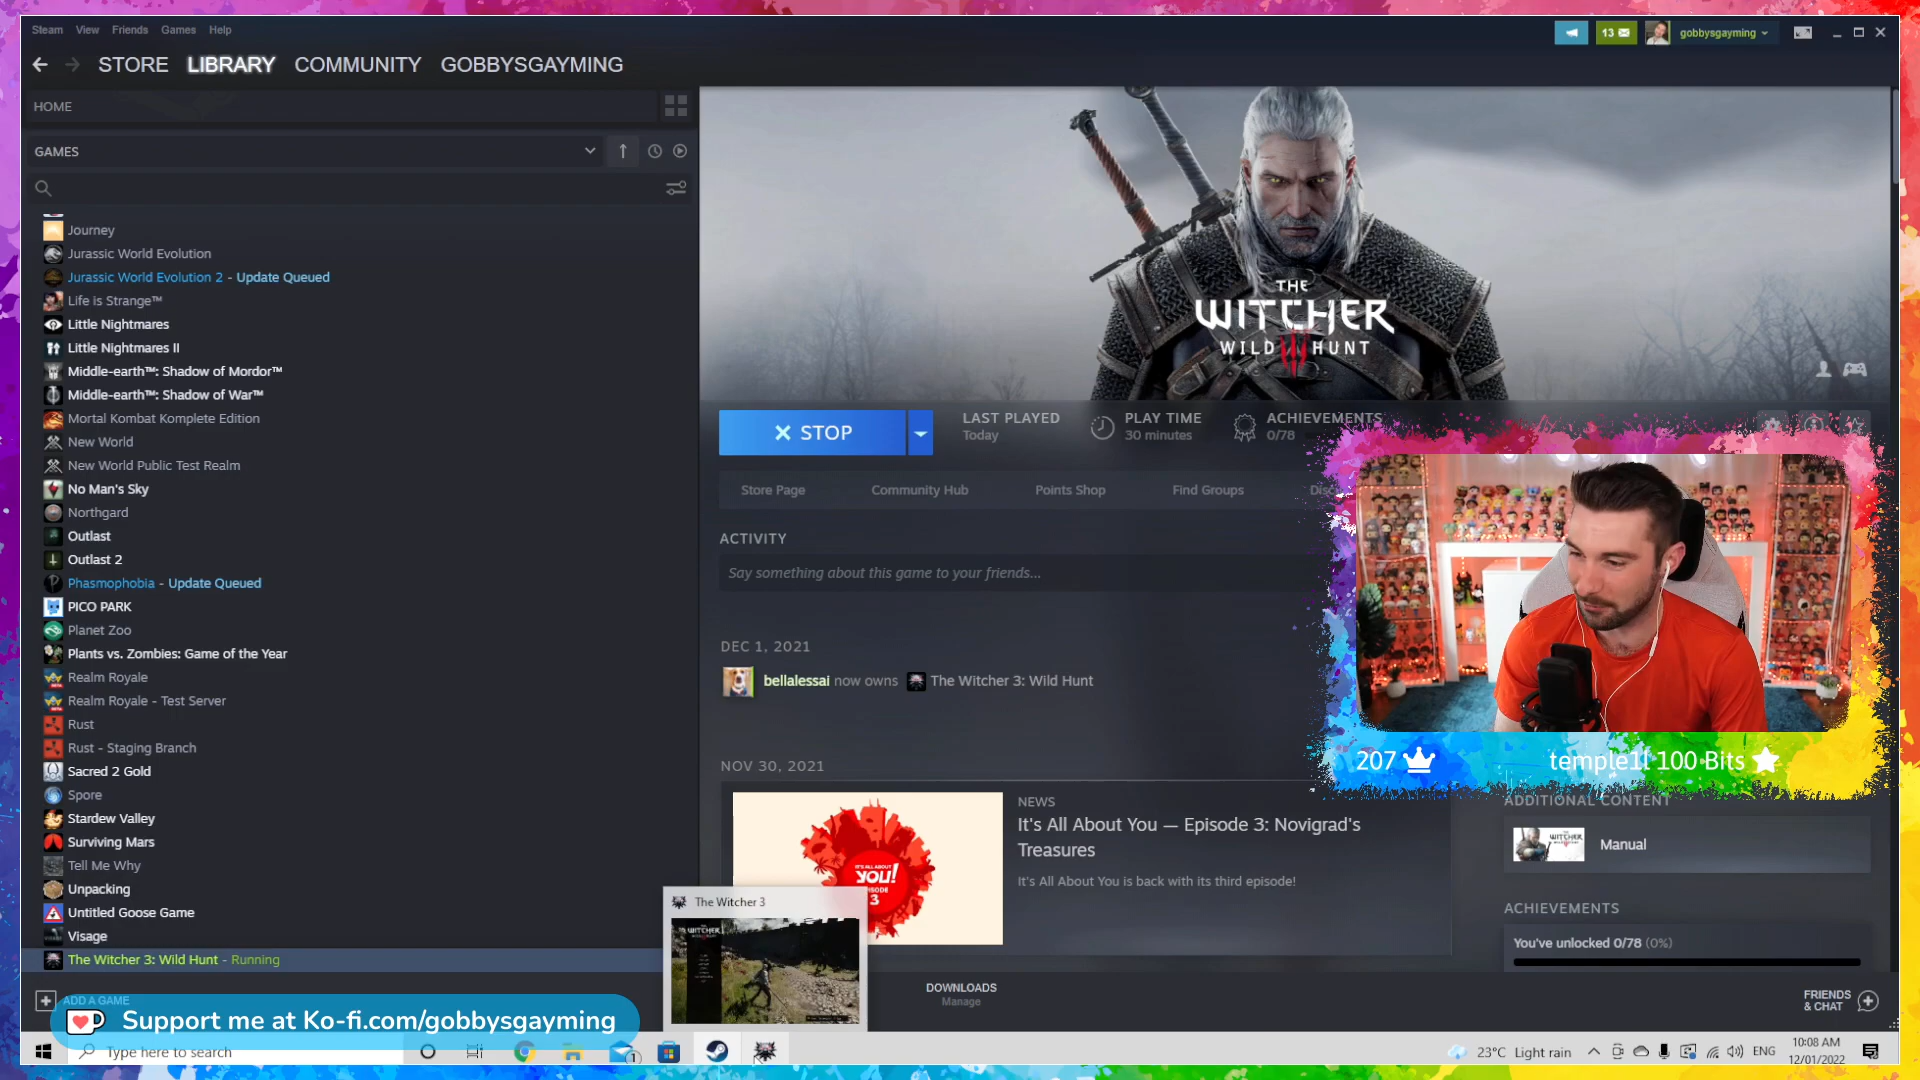 Steam View Friends Games Help
13
gobbysgayming
STORE LIBRARY COMMUNITY GOBBYSGAYMING
HOME
GAMES
Journey
Jurassic World Evolution
Jurassic World Evolution 2 - Update Queued
Life is Strange™
Little Nightmares
Little Nightmares II
Middle-earth™: Shadow of Mordor™
Middle-earth™: Shadow of War™
Mortal Kombat Komplete Edition
New World
New World Public Test Realm
No Man's Sky
Northgard
Outlast
Outlast 2
Phasmophobia - Update Queued
PICO PARK
Planet Zoo
Plants vs. Zombies: Game of the Year
Realm Royale
Realm Royale - Test Server
Rust
Rust - Staging Branch
Sacred 2 Gold
Spore
Stardew Valley
Surviving Mars
Tell Me Why
Unpacking
Untitled Goose Game
Visage
The Witcher 3: Wild Hunt - Running
ADD A GAME
THE
WITCHER
WILD HUNT
STOP
LAST PLAYED
Today
PLAY TIME
30 minutes
ACHIEVEMENTS
0/78
Store Page Community Hub Points Shop Find Groups
ACTIVITY
Say something about this game to your friends...
DEC 1, 2021
bellalessai now owns The Witcher 3: Wild Hunt
NOV 30, 2021
NEWS
It's All About You — Episode 3: Novigrad's
Treasures
It's All About You is back with its third episode!
IT'S ALL ABOUT
YOU!
3
207
temple1f 100 Bits
ADDITIONAL CONTENT
WITCHER
Manual
ACHIEVEMENTS
You've unlocked 0/78 (0%)
The Witcher 3
WITCHER
DOWNLOADS
Manage
FRIENDS
& CHAT
Support me at Ko-fi.com/gobbysgayming
Type here to search
1
23°C Light rain
ENG
10:08 AM
12/01/2022